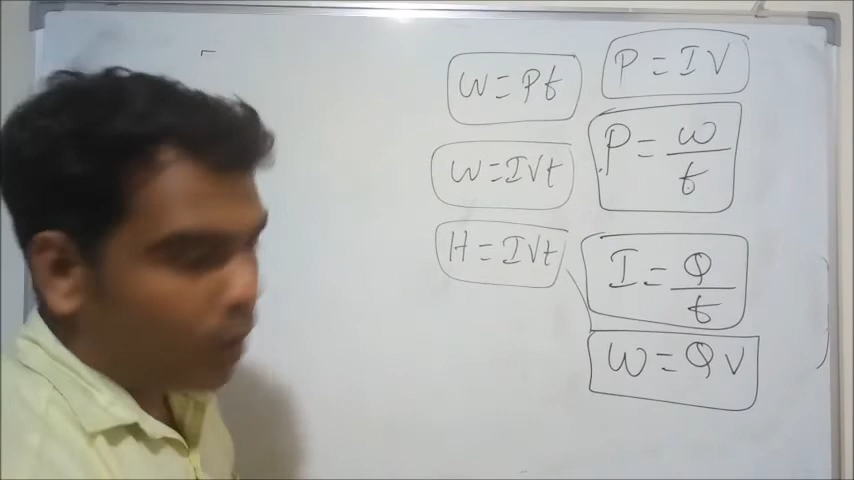 W = Pt
W = IVt
H = IVt
P = IV
P = W/t
I = Q/t
W = QV